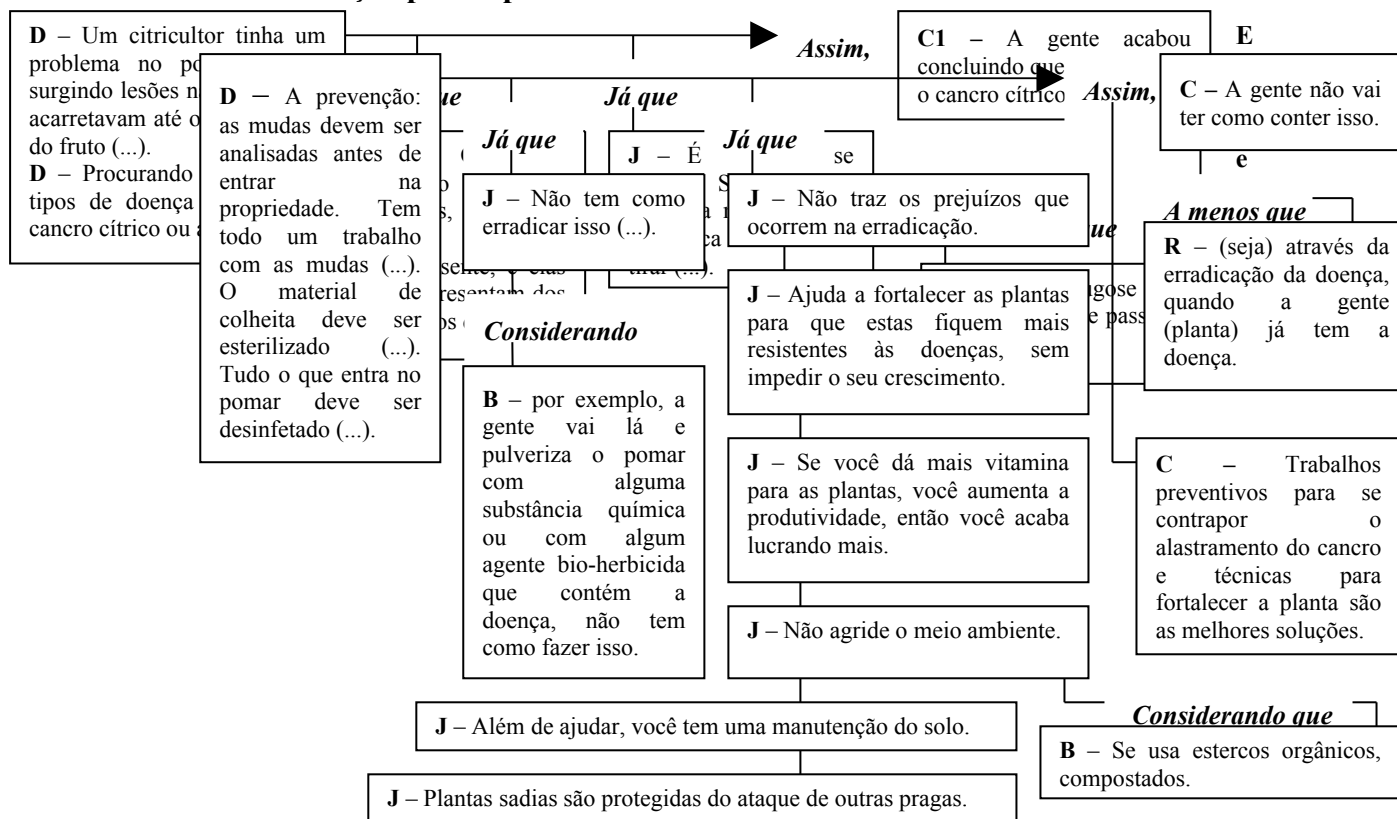 D – Um citricultor tinha um
problema no
surgindo lesões
acarretavam até
do fruto (...).
D – Procurando
tipos de doença
cancro cítrico ou
D – A prevenção:
as mudas devem ser
analisadas antes de
entrar na
propriedade. Tem
todo um trabalho
com as mudas (...).
O material de
colheita deve ser
esterilizado (...).
Tudo o que entra no
pomar deve ser
desinfetado (...).
Assim,
C1 – A gente acabou
concluindo que
o cancro cítrico
E
e
Assim,
C – A gente não vai
ter como conter isso.
Já que
Já que
J – É se
Já que
J – Não tem como
erradicar isso (...).
J – Não traz os prejuízos que
ocorrem na erradicação.
A menos que
R – (seja) através da
erradicação da doença,
quando a gente
(planta) já tem a
doença.
J – Ajuda a fortalecer as plantas
para que estas fiquem mais
resistentes às doenças, sem
impedir o seu crescimento.
Considerando
B – por exemplo, a
gente vai lá e
pulveriza o pomar
com alguma
substância química
ou com algum
agente bio-herbicida
que contém a
doença, não tem
como fazer isso.
J – Se você dá mais vitamina
para as plantas, você aumenta a
produtividade, então você acaba
lucrando mais.
C – Trabalhos
preventivos para se
contrapor o
alastramento do cancro
e técnicas para
fortalecer a planta são
as melhores soluções.
J – Não agride o meio ambiente.
J – Além de ajudar, você tem uma manutenção do solo.
Considerando que
B – Se usa estercos orgânicos,
compostados.
J – Plantas sadias são protegidas do ataque de outras pragas.